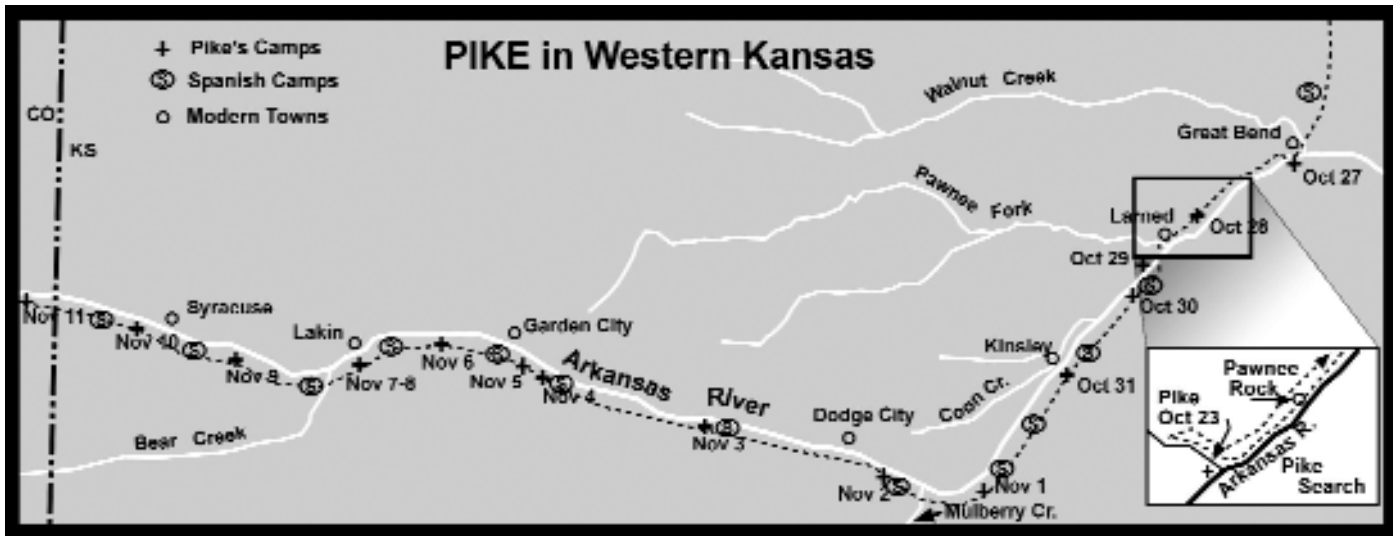 PIKE in Western Kansas
Pike's Camps
S Spanish Camps
Modern Towns
CO
KS
Walnut Creek
Great Bend
S
Oct 27
Pawnee Fork
Larned
Oct 28
Oct 29
S
Oct 30
Nov 11
S
Syracuse
Nov 10
S
Nov 9
S
Lakin
Nov 7-8
S
Nov 6
Garden City
S
Nov 5
S
Nov 4
Arkansas River
S
Nov 3
Dodge City
Nov 2
S
Bear Creek
Kinsley
S
Oct 31
Coon Cr.
S
S
Nov 1
Mulberry Cr.
Pawnee
Rock
Pike
Oct 23
Arkansas R.
Pike
Search